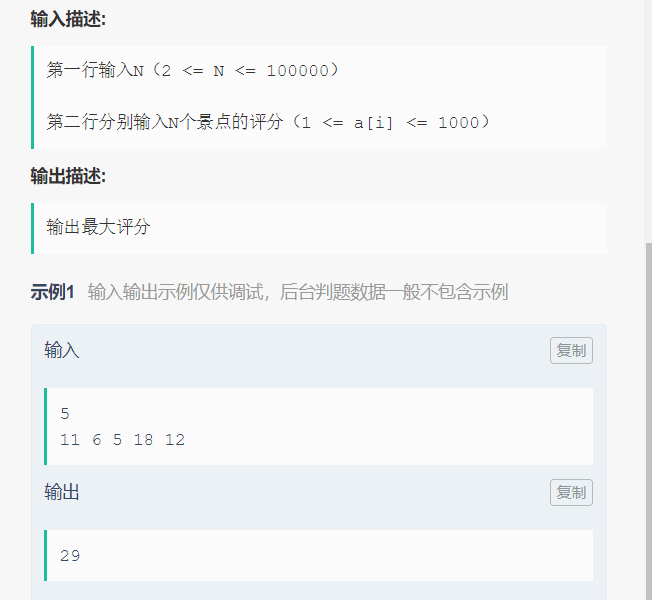 输入描述:
第一行输入N（2 <= N <= 100000）
第二行分别输入N个景点的评分（1 <= a[i] <= 1000）
输出描述:
输出最大评分
示例1 输入输出示例仅供调试，后台判题数据一般不包含示例
输入 复制
5
11 6 5 18 12
输出 复制
29